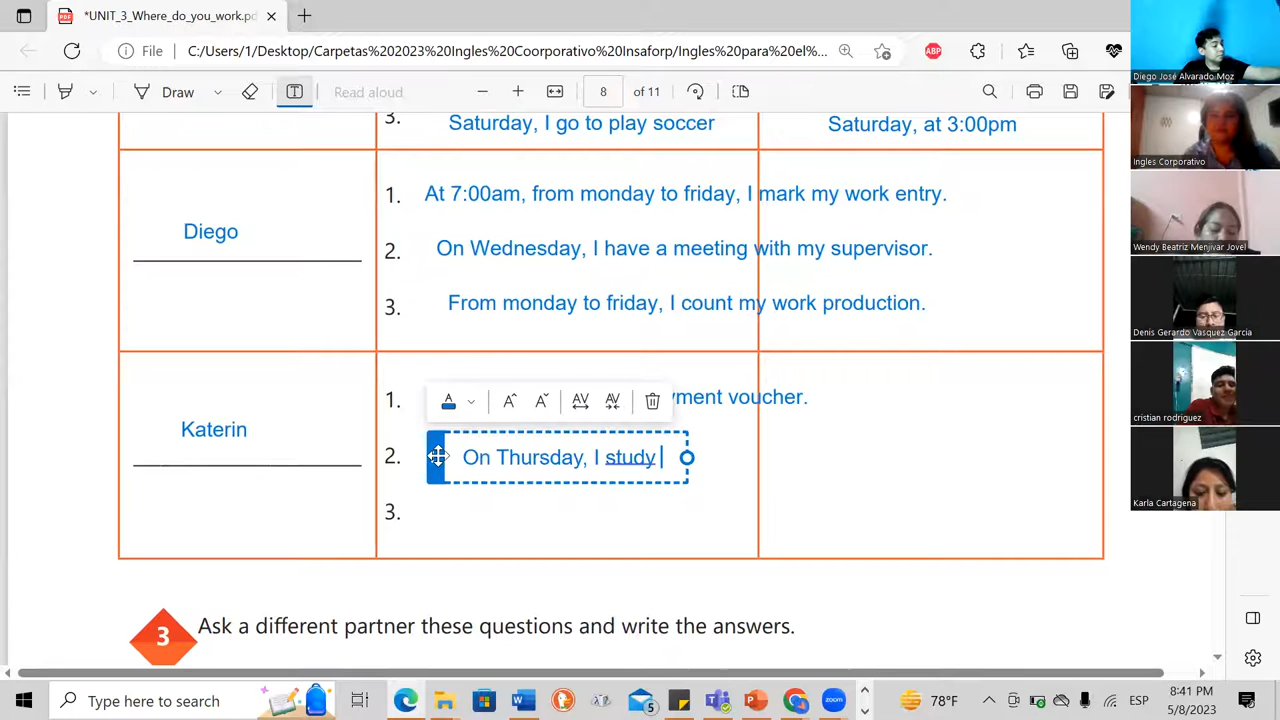 *UNIT_3_Where_do_you_work.pd
File C:/Users/1/Desktop/Carpetas%202023%20Ingles%20Coorporativo%20Insaforp/Ingles%20para%20el%...
ABP
Draw
Read aloud
8 of 11
3. Saturday, I go to play soccer Saturday, at 3:00pm
Diego
1. At 7:00am, from monday to friday, I mark my work entry.
2. On Wednesday, I have a meeting with my supervisor.
3. From monday to friday, I count my work production.
Katerin
1. yment voucher.
2. On Thursday, I study
3.
3 Ask a different partner these questions and write the answers.
Diego José Alvarado Moz
Ingles Corporativo
Wendy Beatriz Menjivar Jovel
Denis Gerardo Vasquez Garcia
cristian rodriguez
Karla Cartagena
Type here to search
5
zoom
78°F
ESP
8:41 PM
5/8/2023